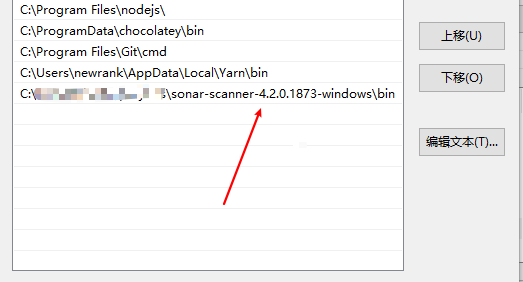 C:\Program Files\nodejs\
C:\ProgramData\chocolatey\bin
C:\Program Files\Git\cmd
C:\Users\newrank\AppData\Local\Yarn\bin
C:\sonar-scanner-4.2.0.1873-windows\bin
上移(U)
下移(O)
编辑文本(T)...